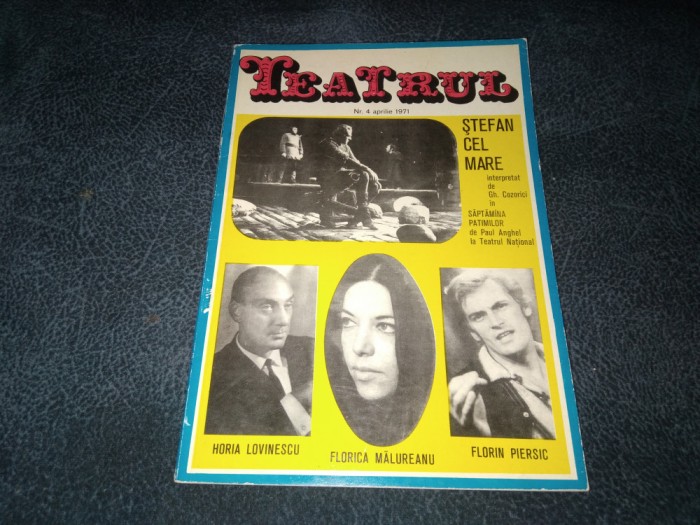 TEATRUL
Nr. 4 aprilie 1971
ŞTEFAN
CEL
MARE
interpretat
de
Gh. Cozorici
în
SĂPTĂMÎNA
PATIMILOR
de Paul Anghel
la Teatrul Naţional
HORIA LOVINESCU
FLORICA MĂLUREANU
FLORIN PIERSIC